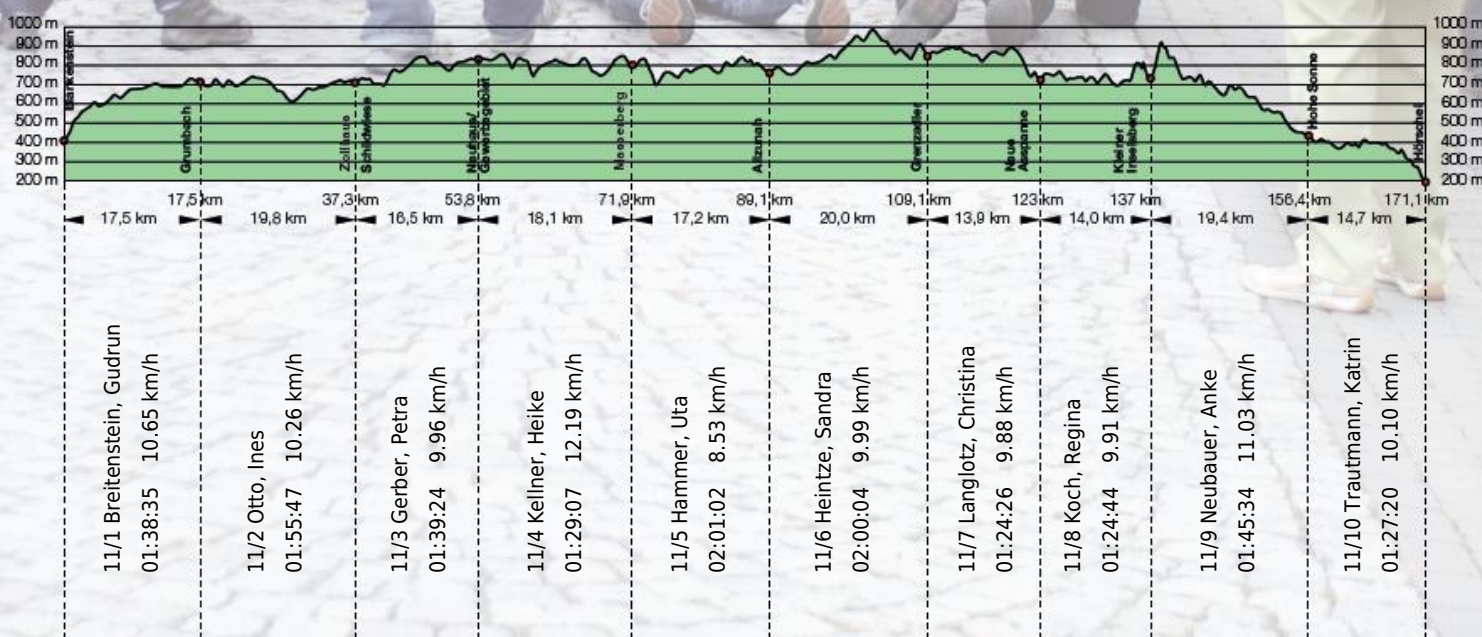 1000 m
900 m
800 m
700 m
600 m
500 m
400 m
300 m
200 m
1000 m
900 m
800 m
700 m
600 m
500 m
400 m
300 m
200 m
Blankenstein
Grumbach
Zollhaus
Schildwiese
Neuhaus/
Masserberg
Allzunah
Grenzadler
Neue
Ausspanne
Kleiner
Inselsberg
Hohe Sonne
Hörschel
17,5 km
37,3 km
53,8 km
71,9 km
89,1 km
109,1 km
123 km
137 km
156,4 km
171,1 km
17,5 km
19,8 km
16,5 km
18,1 km
17,2 km
20,0 km
13,9 km
14,0 km
19,4 km
14,7 km
11/1 Breitenstein, Gudrun
01:38:35 10.65 km/h
11/2 Otto, Ines
01:55:47 10.26 km/h
11/3 Gerber, Petra
01:39:24 9.96 km/h
11/4 Kellner, Heike
01:29:07 12.19 km/h
11/5 Hammer, Uta
02:01:02 8.53 km/h
11/6 Heintze, Sandra
02:00:04 9.99 km/h
11/7 Langlotz, Christina
01:24:26 9.88 km/h
11/8 Koch, Regina
01:24:44 9.91 km/h
11/9 Neubauer, Anke
01:45:34 11.03 km/h
11/10 Trautmann, Katrin
01:27:20 10.10 km/h